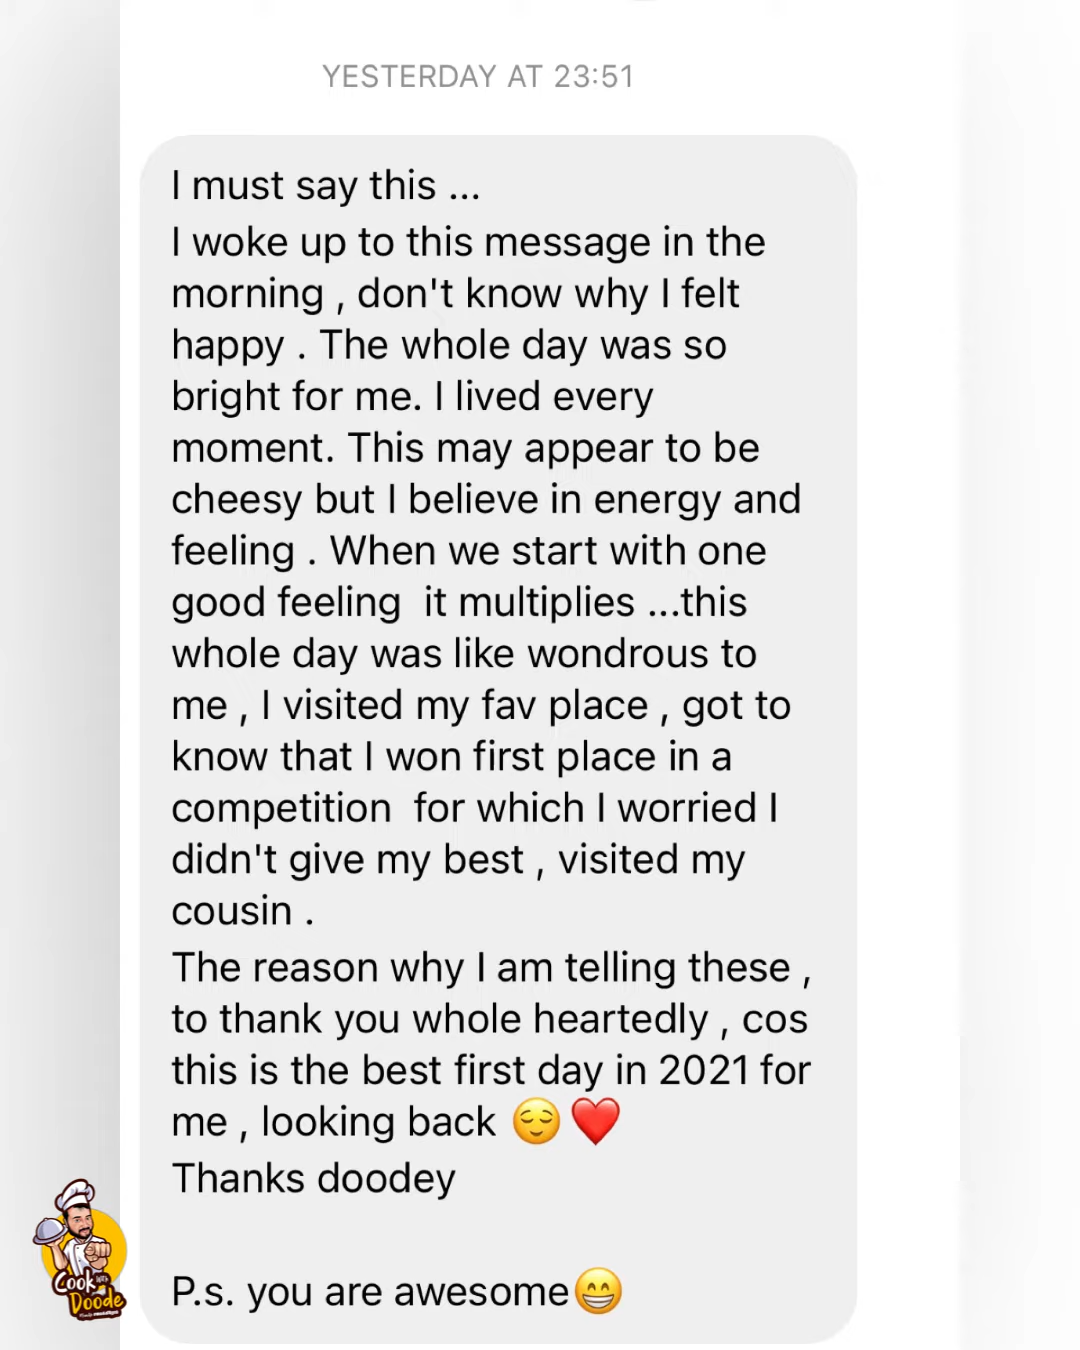 YESTERDAY AT 23:51
I must say this ...
I woke up to this message in the
morning , don't know why I felt
happy . The whole day was so
bright for me. I lived every
moment. This may appear to be
cheesy but I believe in energy and
feeling . When we start with one
good feeling  it multiplies ...this
whole day was like wondrous to
me , I visited my fav place , got to
know that I won first place in a
competition  for which I worried I
didn't give my best , visited my
cousin .
The reason why I am telling these ,
to thank you whole heartedly , cos
this is the best first day in 2021 for
me , looking back 😌❤️
Thanks doodey
P.s. you are awesome😁
Cook with
Doode